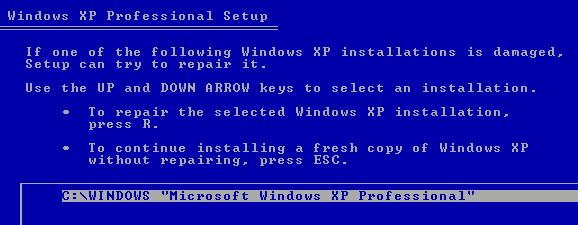 Windows XP Professional Setup
If one of the following Windows XP installations is damaged,
Setup can try to repair it.
Use the UP and DOWN ARROW keys to select an installation.
• To repair the selected Windows XP installation,
press R.
• To continue installing a fresh copy of Windows XP
without repairing, press ESC.
C:\WINDOWS "Microsoft Windows XP Professional"